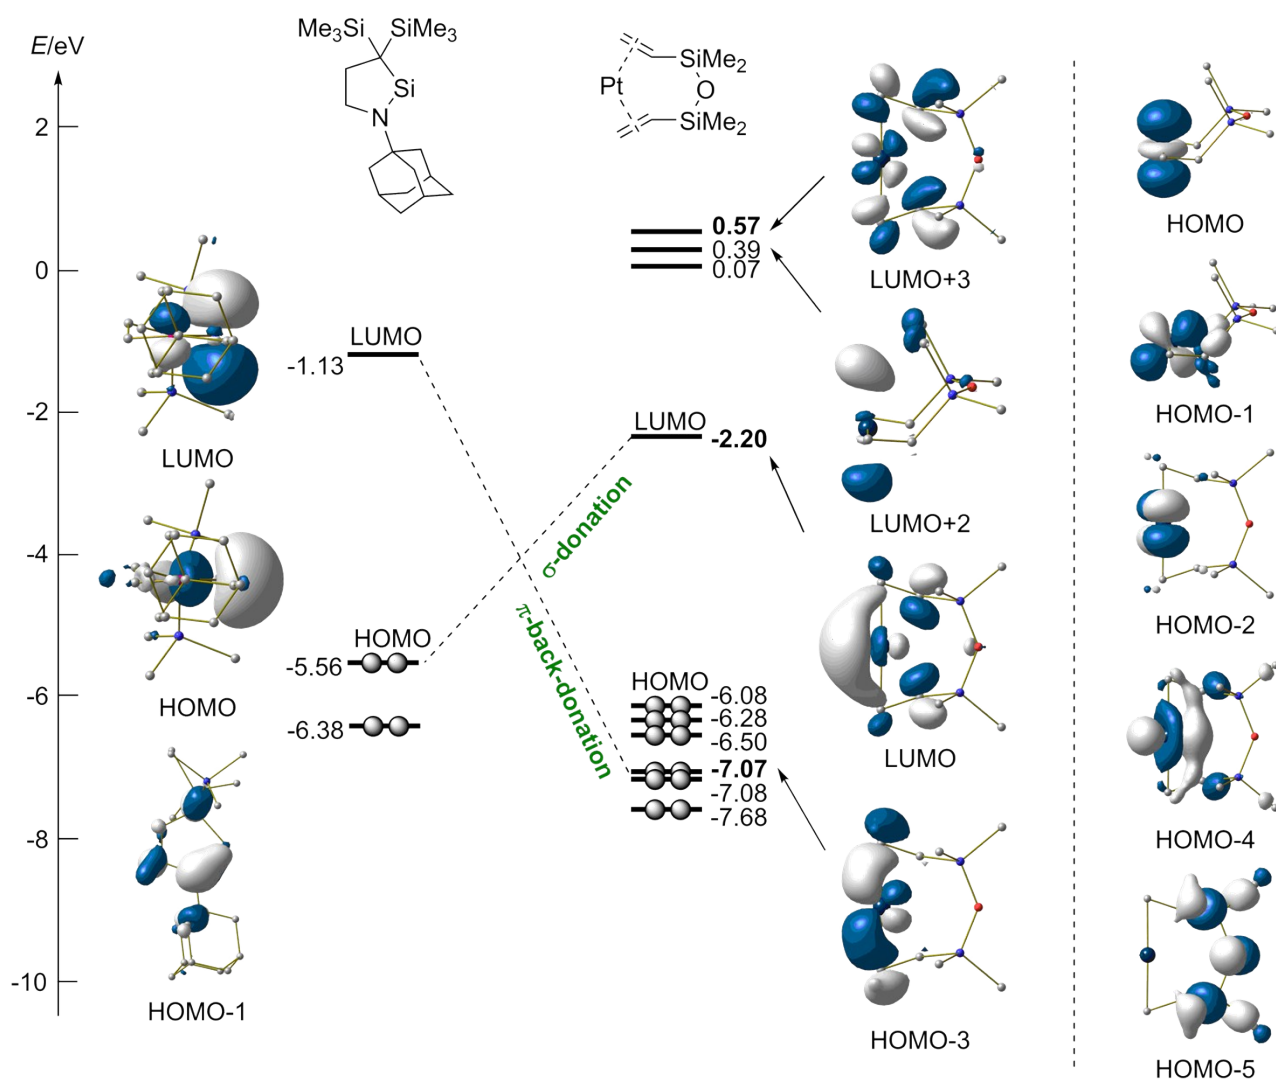 E/eV
2
0
-2
-4
-6
-8
-10
Me3Si SiMe3
Si
N
SiMe2
Pt
O
SiMe2
LUMO
HOMO
HOMO-1
LUMO
-1.13
HOMO
-5.56
-6.38
σ-donation
π-back-donation
0.57
0.39
0.07
LUMO
-2.20
HOMO
-6.08
-6.28
-6.50
-7.07
-7.08
-7.68
LUMO+3
LUMO+2
LUMO
HOMO-3
HOMO
HOMO-1
HOMO-2
HOMO-4
HOMO-5